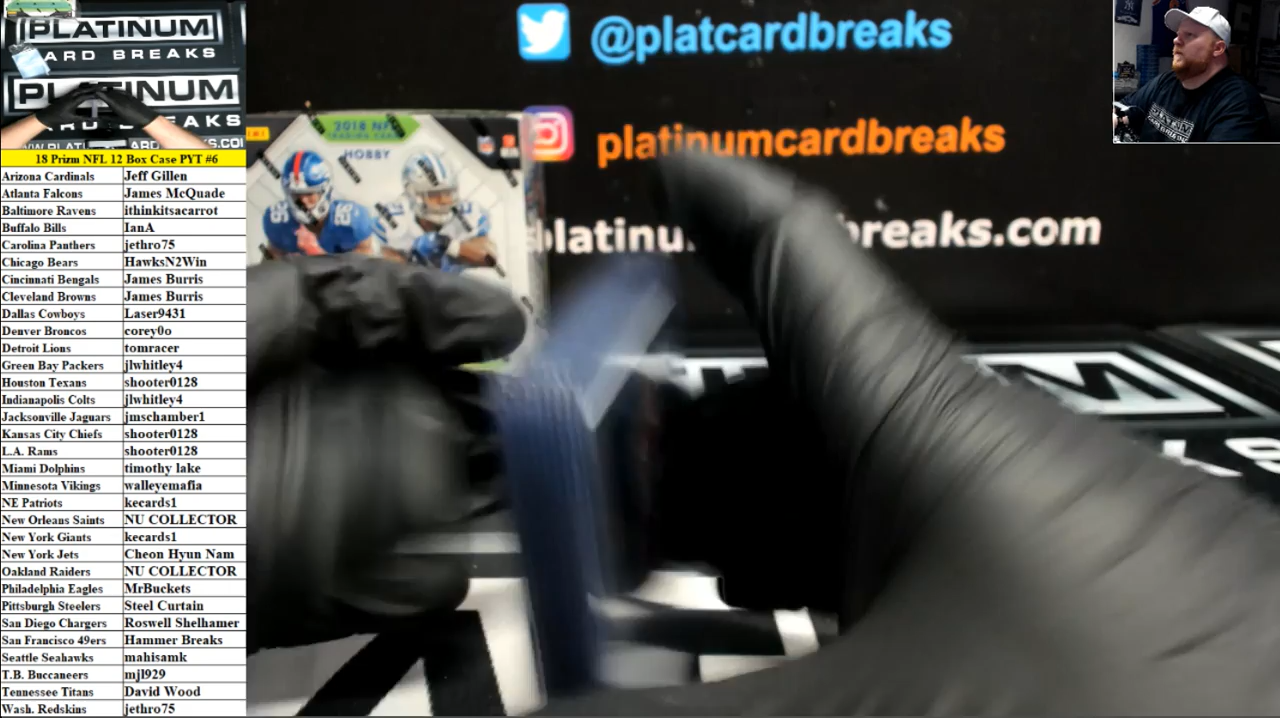 PLATINUM
ARD BREAKS
PLATINUM
18 Prizm NFL 12 Box Case PYT #6
Arizona Cardinals Jeff Gillen
Atlanta Falcons James McQuade
Baltimore Ravens ithinkitsacarrot
Buffalo Bills IanA
Carolina Panthers jethro75
Chicago Bears HawksN2Win
Cincinnati Bengals James Burris
Cleveland Browns James Burris
Dallas Cowboys Laser9431
Denver Broncos corey0o
Detroit Lions tomracer
Green Bay Packers jlwhitley4
Houston Texans shooter0128
Indianapolis Colts jlwhitley4
Jacksonville Jaguars jmschamber1
Kansas City Chiefs shooter0128
L.A. Rams shooter0128
Miami Dolphins timothy lake
Minnesota Vikings walleyemafia
NE Patriots kecards1
New Orleans Saints NU COLLECTOR
New York Giants kecards1
New York Jets Cheon Hyun Nam
Oakland Raiders NU COLLECTOR
Philadelphia Eagles MrBuckets
Pittsburgh Steelers Steel Curtain
San Diego Chargers Roswell Shelhamer
San Francisco 49ers Hammer Breaks
Seattle Seahawks mahisamk
T.B. Buccaneers mjl929
Tennessee Titans David Wood
Wash. Redskins jethro75
@platcardbreaks
platinumcardbreaks
platinu reaks.com
2018 NFL
TRADING CARDS
HOBBY